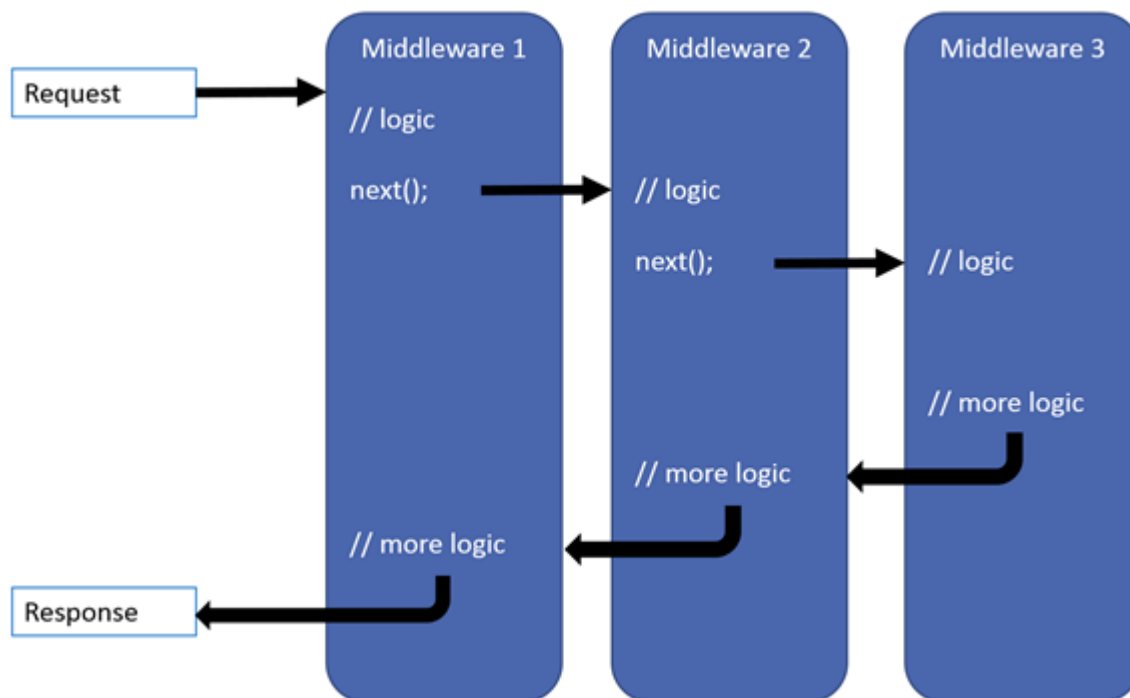 Middleware 1
Middleware 2
Middleware 3
Request
// logic
next();
// logic
next();
// logic
// more logic
// more logic
// more logic
Response